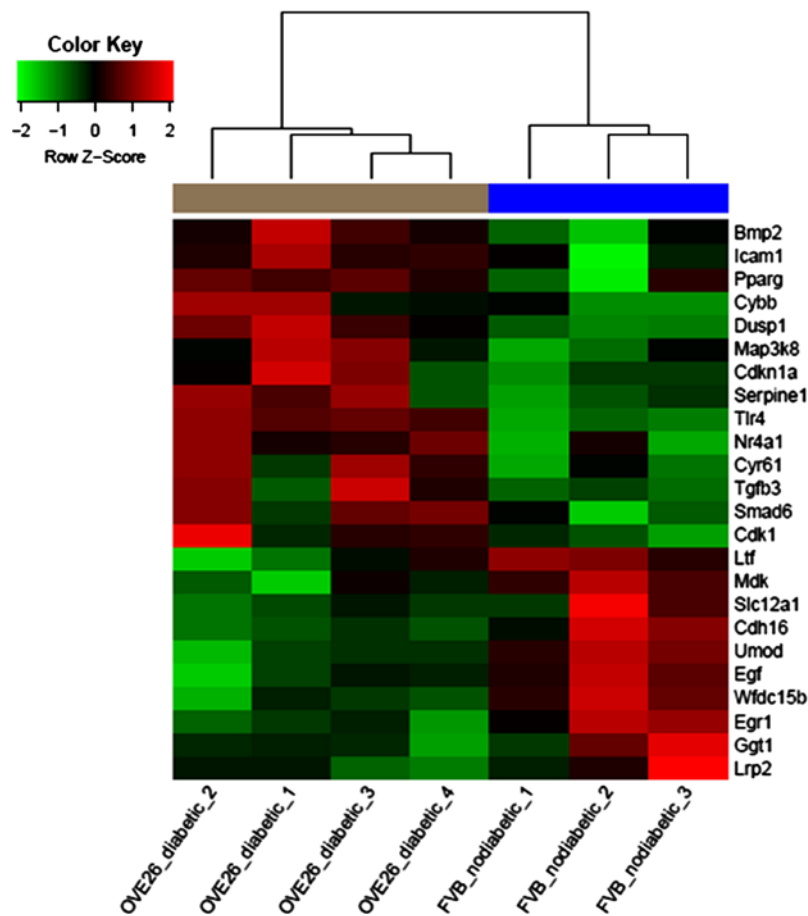 Color Key
−2 −1 0 1 2
Row Z−Score
Bmp2
Icam1
Pparg
Cybb
Dusp1
Map3k8
Cdkn1a
Serpine1
Tlr4
Nr4a1
Cyr61
Tgfb3
Smad6
Cdk1
Ltf
Mdk
Slc12a1
Cdh16
Umod
Egf
Wfdc15b
Egr1
Ggt1
Lrp2
OVE26_diabetic_2
OVE26_diabetic_1
OVE26_diabetic_3
OVE26_diabetic_4
FVB_nodiabetic_1
FVB_nodiabetic_2
FVB_nodiabetic_3